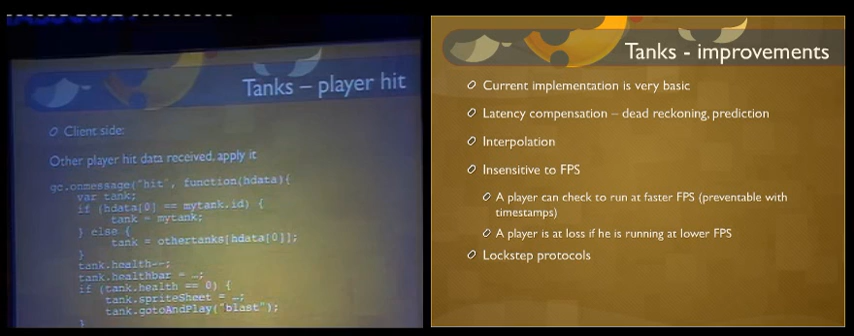 Tanks – player hit
Client side:
Other player hit data received, apply it
gc.onmessage("hit", function(hdata){
var tank;
if (hdata[0] == mytank.id) {
tank = mytank;
} else {
tank = othertanks[hdata[0]];
}
tank.health--;
tank.healthbar = …;
if (tank.health == 0) {
tank.spriteSheet = …;
tank.gotoAndPlay("blast");
}
Tanks - improvements
Current implementation is very basic
Latency compensation – dead reckoning, prediction
Interpolation
Insensitive to FPS
A player can check to run at faster FPS (preventable with
timestamps)
A player is at loss if he is running at lower FPS
Lockstep protocols